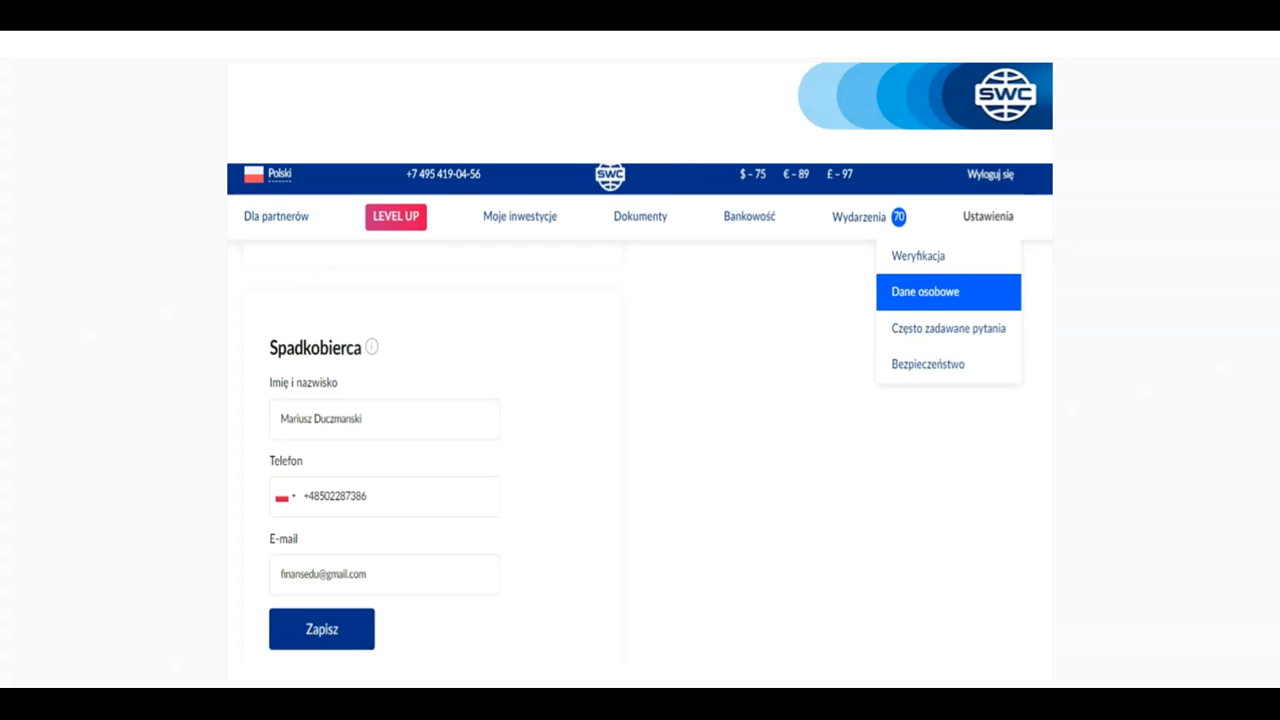 SWC
Polski
+7 495 419-04-56
SWC
$ – 75 € – 89 £ – 97
Wyloguj się
Dla partnerów
LEVEL UP
Moje inwestycje
Dokumenty
Bankowość
Wydarzenia 70
Ustawienia
Weryfikacja
Dane osobowe
Często zadawane pytania
Bezpieczeństwo
Spadkobierca
Imię i nazwisko
Mariusz Duczmanski
Telefon
+48502287386
E-mail
finansedu@gmail.com
Zapisz